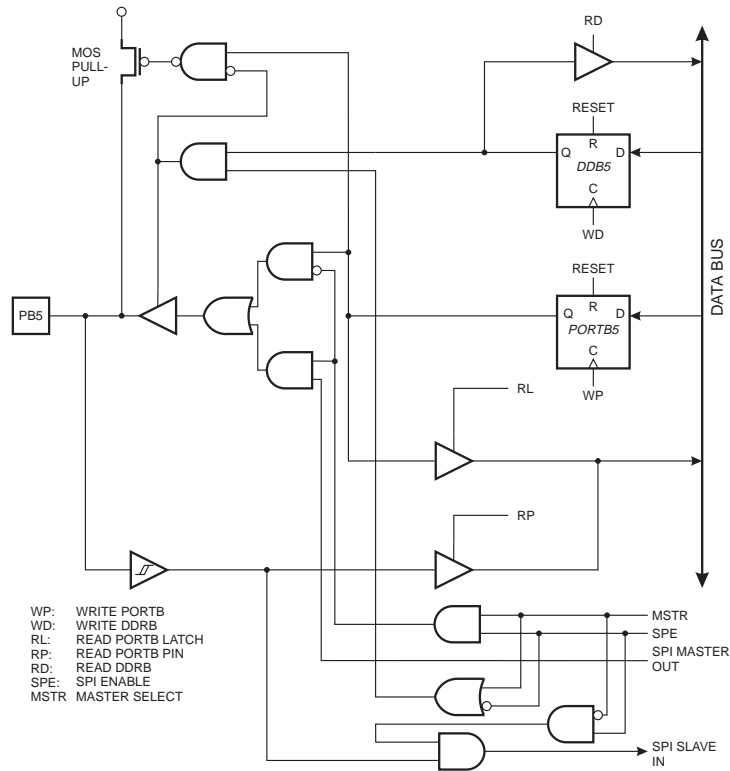 RD
MOS
PULL-
UP
RESET
R
Q
D
DDB5
C
WD
RESET
R
Q
D
PORTB5
C
WP
PB5
DATA BUS
RL
RP
WP: WRITE PORTB
WD: WRITE DDRB
RL: READ PORTB LATCH
RP: READ PORTB PIN
RD: READ DDRB
SPE: SPI ENABLE
MSTR MASTER SELECT
MSTR
SPE
SPI MASTER
OUT
SPI SLAVE
IN